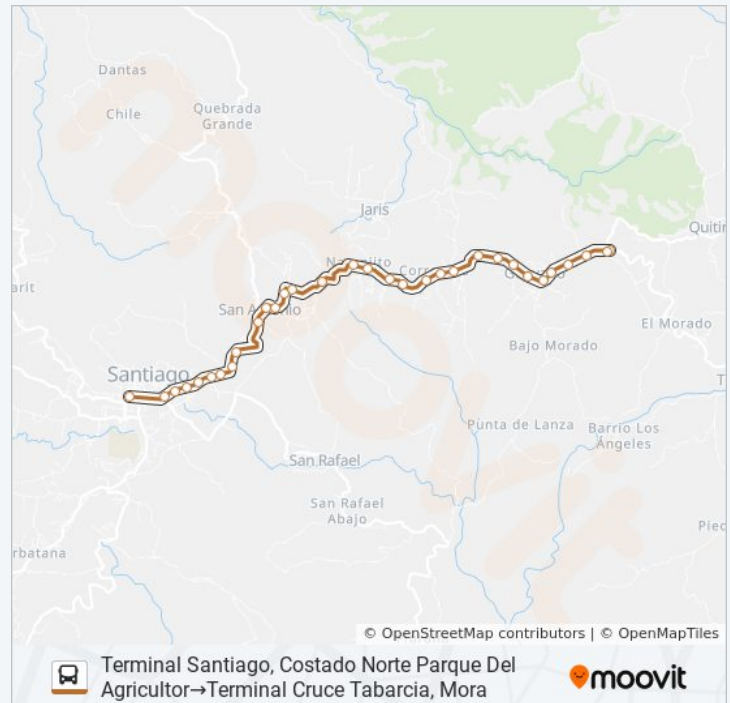 Dantas
Chile
Quebrada
Grande
Jaris
Quitir
arit
San A
Corr
El Morado
Bajo Morado
Santiago
Punta de Lanza
Barrio Los
Ángeles
San Rafael
San Rafael
Abajo
Pied
rbatana
© OpenStreetMap contributors | © OpenMapTiles
Terminal Santiago, Costado Norte Parque Del
Agricultor→Terminal Cruce Tabarcia, Mora
moovit